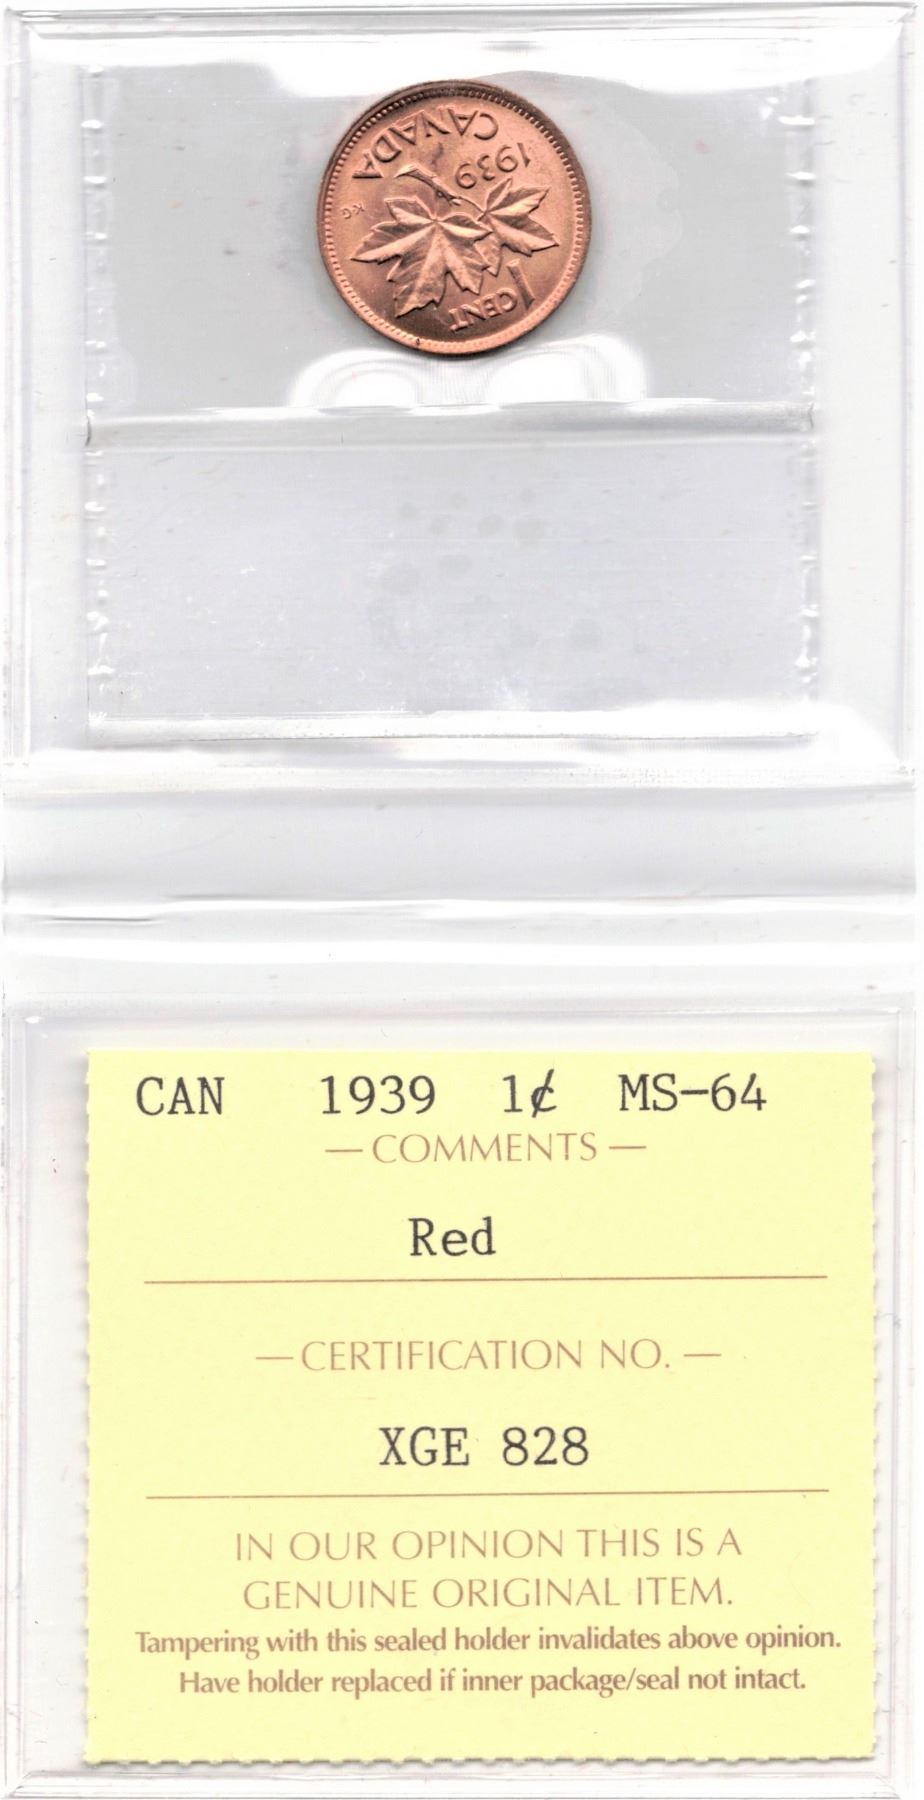 CANADA
1939
KG
1 CENT
CAN 1939 1¢ MS-64
— COMMENTS —
Red
— CERTIFICATION NO. —
XGE 828
IN OUR OPINION THIS IS A
GENUINE ORIGINAL ITEM.
Tampering with this sealed holder invalidates above opinion.
Have holder replaced if inner package/seal not intact.